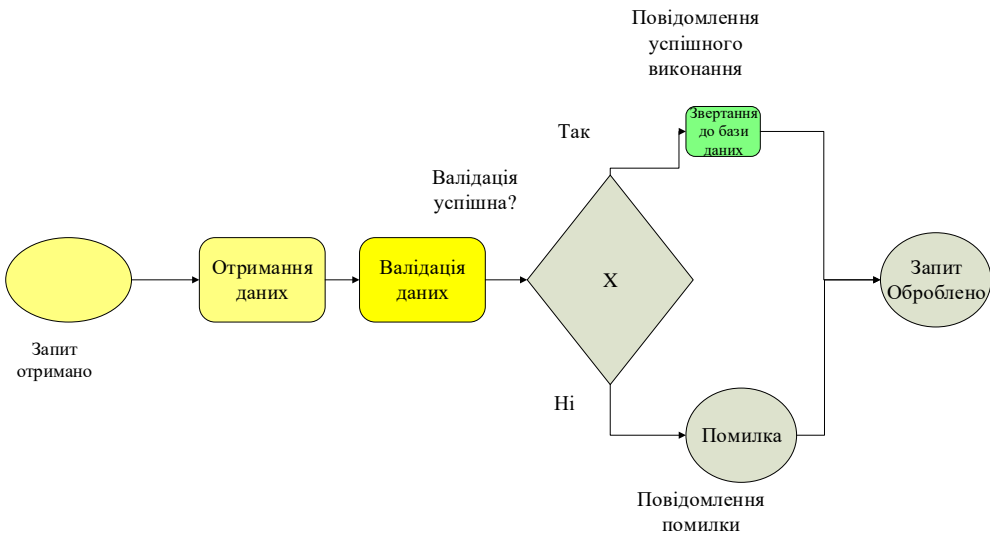 Повідомлення
успішного
виконання
Звертання
до бази
даних
Так
Валідація
успішна?
Отримання
даних
Валідація
даних
X
Запит
Оброблено
Запит
отримано
Ні
Помилка
Повідомлення
помилки